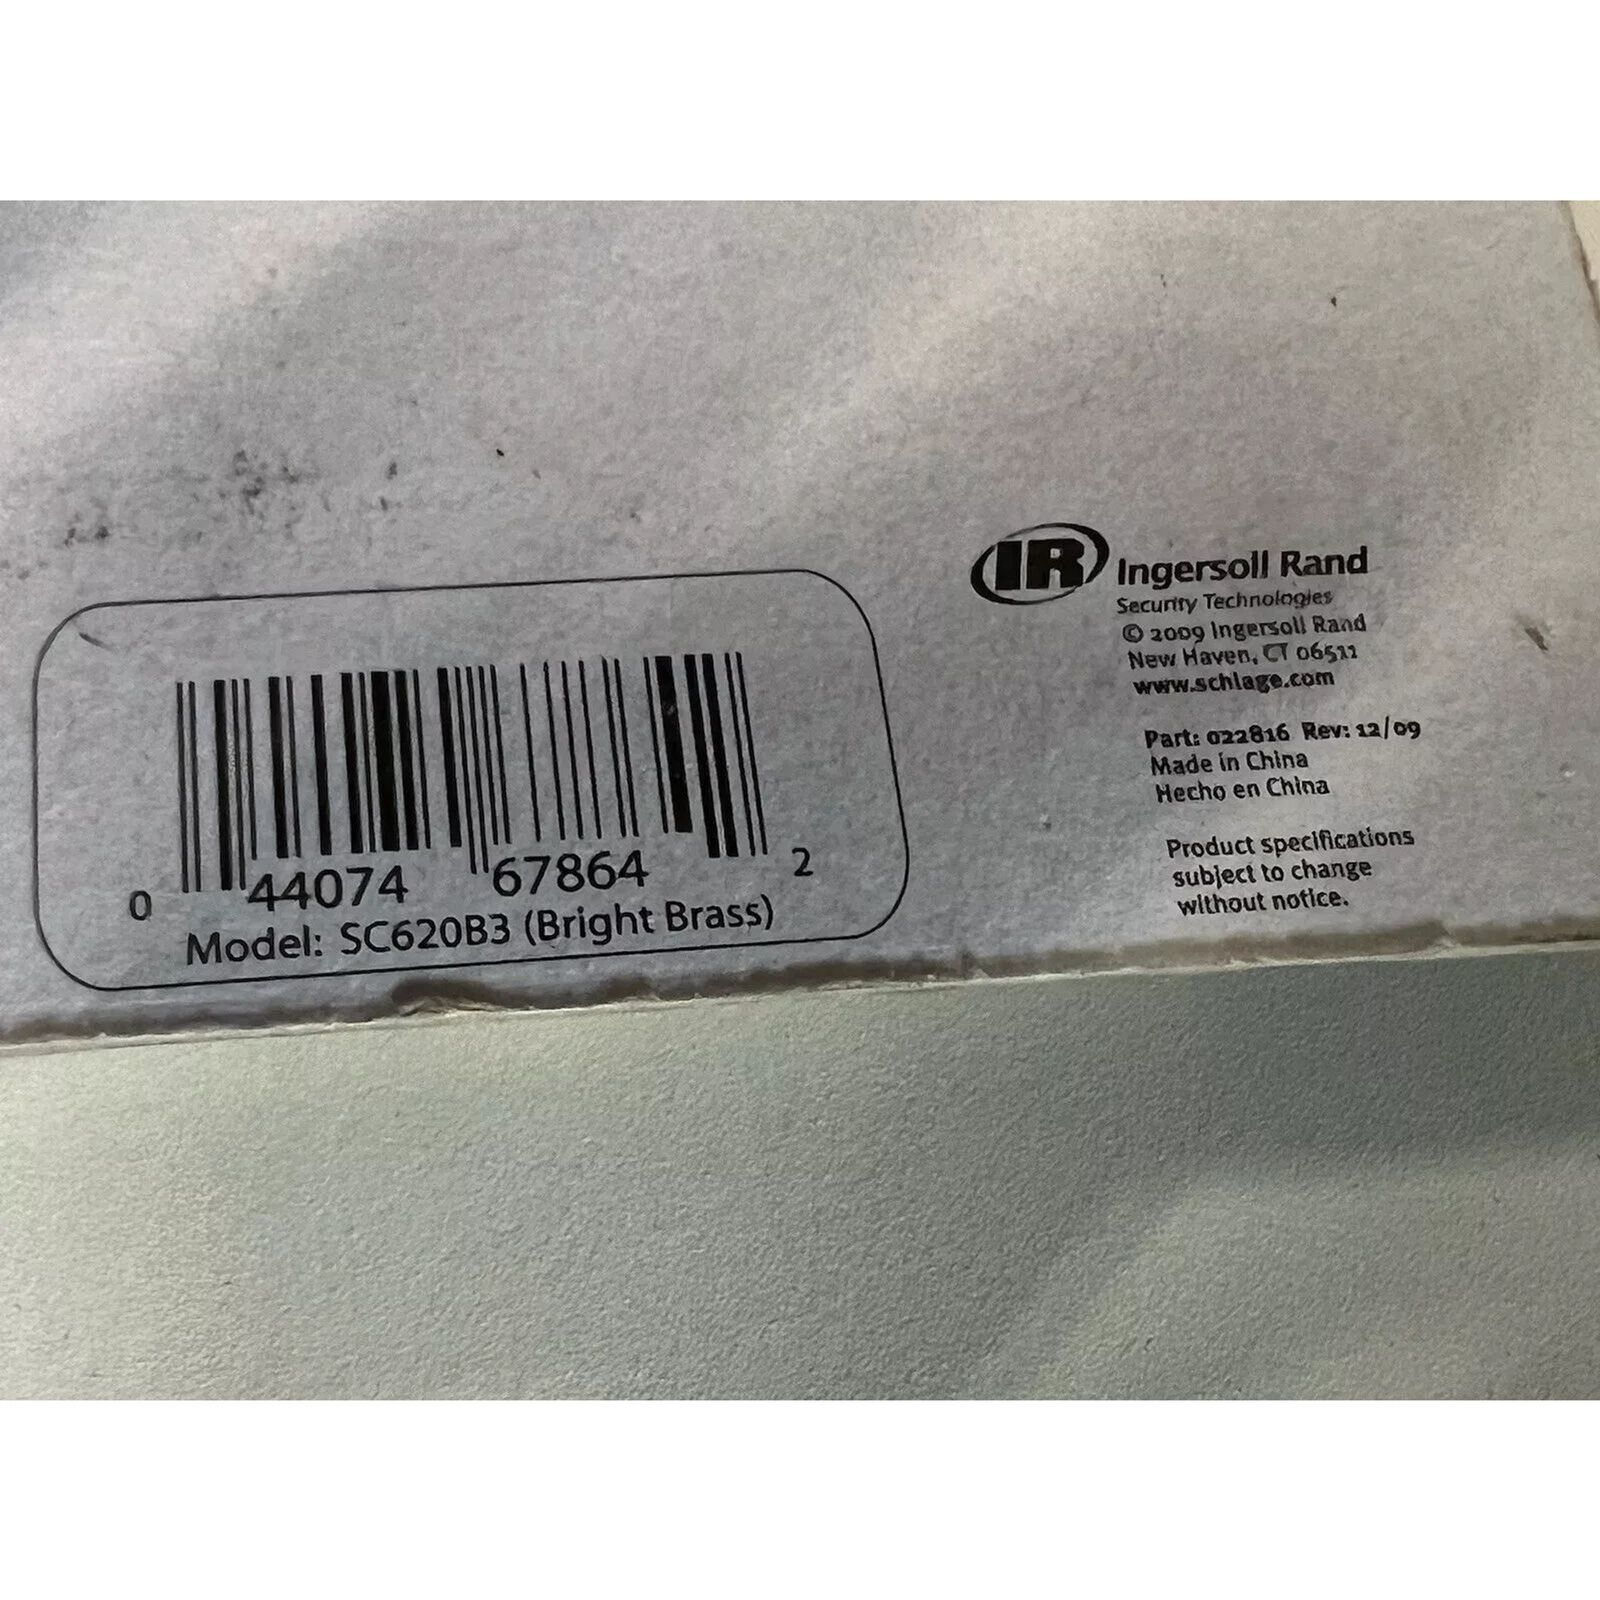 0 44074 67864 2
Model: SC620B3 (Bright Brass)
IR Ingersoll Rand
Security Technologies
© 2009 Ingersoll Rand
New Haven, CT 06511
www.schlage.com
Part: 022816 Rev: 12/09
Made in China
Hecho en China
Product specifications
subject to change
without notice.